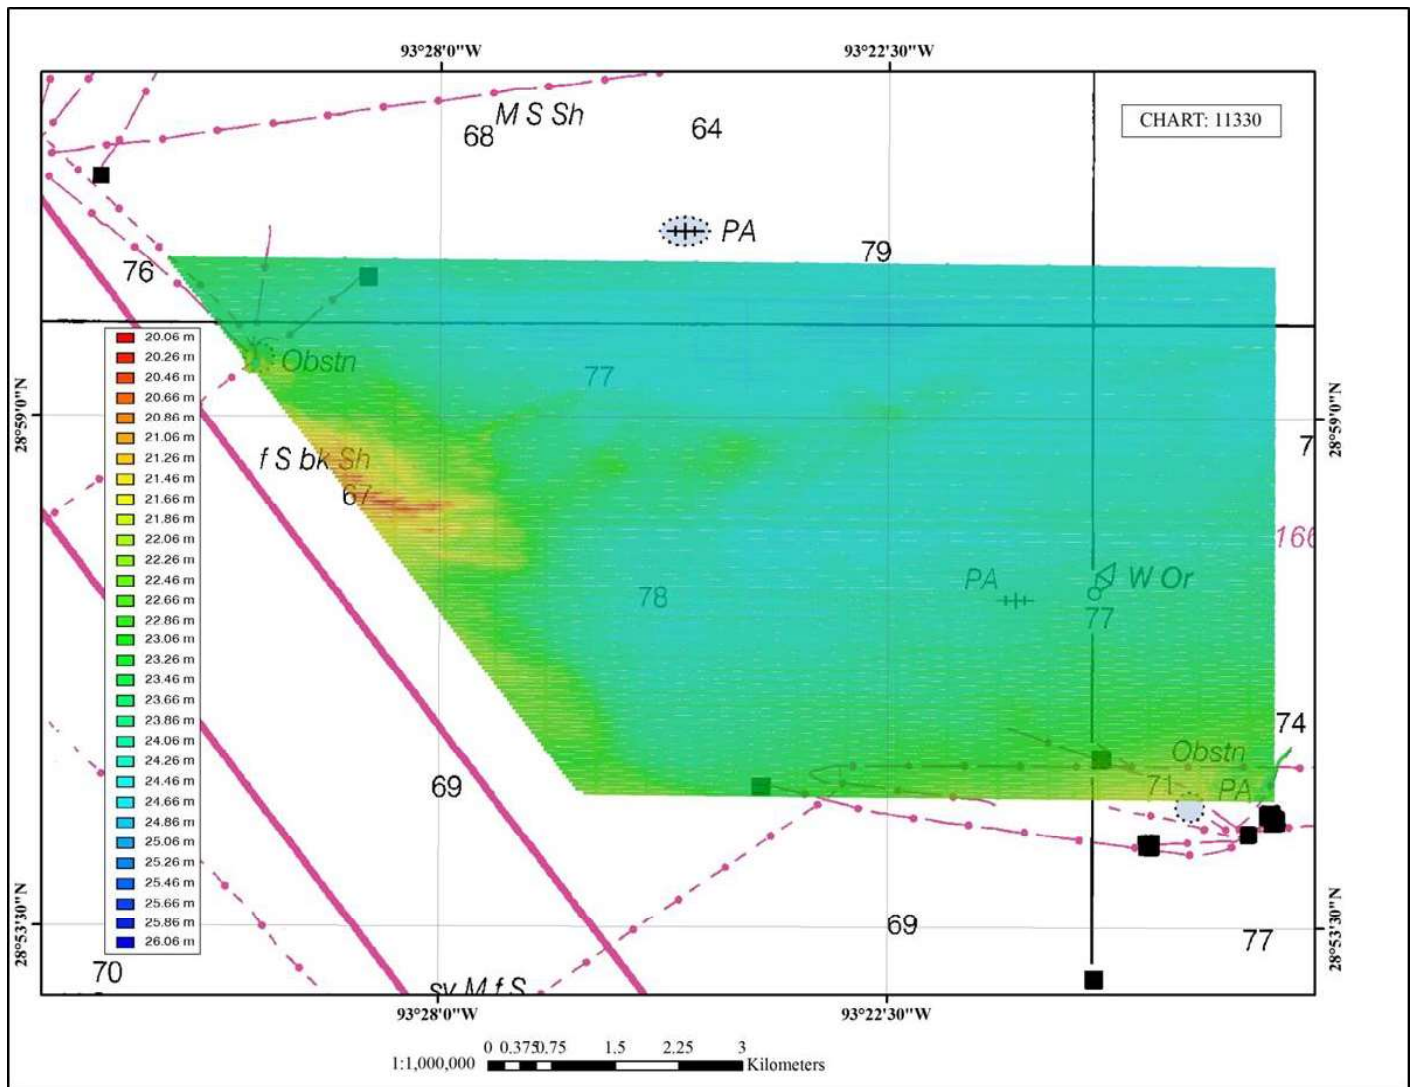 93°28'0"W
93°22'30"W
CHART: 11330
M S Sh
68
64
PA
79
76
20.06 m
20.26 m
20.46 m
20.66 m
20.86 m
21.06 m
21.26 m
21.46 m
21.66 m
21.86 m
22.06 m
22.26 m
22.46 m
22.66 m
22.86 m
23.06 m
23.26 m
23.46 m
23.66 m
23.86 m
24.06 m
24.26 m
24.46 m
24.66 m
24.86 m
25.06 m
25.26 m
25.46 m
25.66 m
25.86 m
26.06 m
Obstn
77
28°59'0"N
28°59'0"N
7
f S bk Sh
67
166
78
PA
W Or
77
74
Obstn
71
PA
69
69
77
28°53'30"N
28°53'30"N
70
sy M f S
93°28'0"W
93°22'30"W
1:1,000,000
0 0.375 0.75 1.5 2.25 3
Kilometers